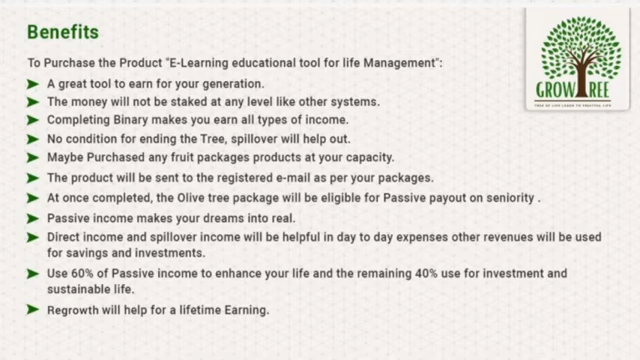 Benefits
To Purchase the Product "E-Learning educational tool for life Management":
A great tool to earn for your generation.
The money will not be staked at any level like other systems.
Completing Binary makes you earn all types of income.
No condition for ending the Tree, spillover will help out.
Maybe Purchased any fruit packages products at your capacity.
The product will be sent to the registered e-mail as per your packages.
At once completed, the Olive tree package will be eligible for Passive payout on seniority .
Passive income makes your dreams into real.
Direct income and spillover income will be helpful in day to day expenses other revenues will be used
for savings and investments.
Use 60% of Passive income to enhance your life and the remaining 40% use for investment and
sustainable life.
Regrowth will help for a lifetime Earning.
GROW TREE
TREE OF LIFE LEADS TO FRUITFUL LIFE